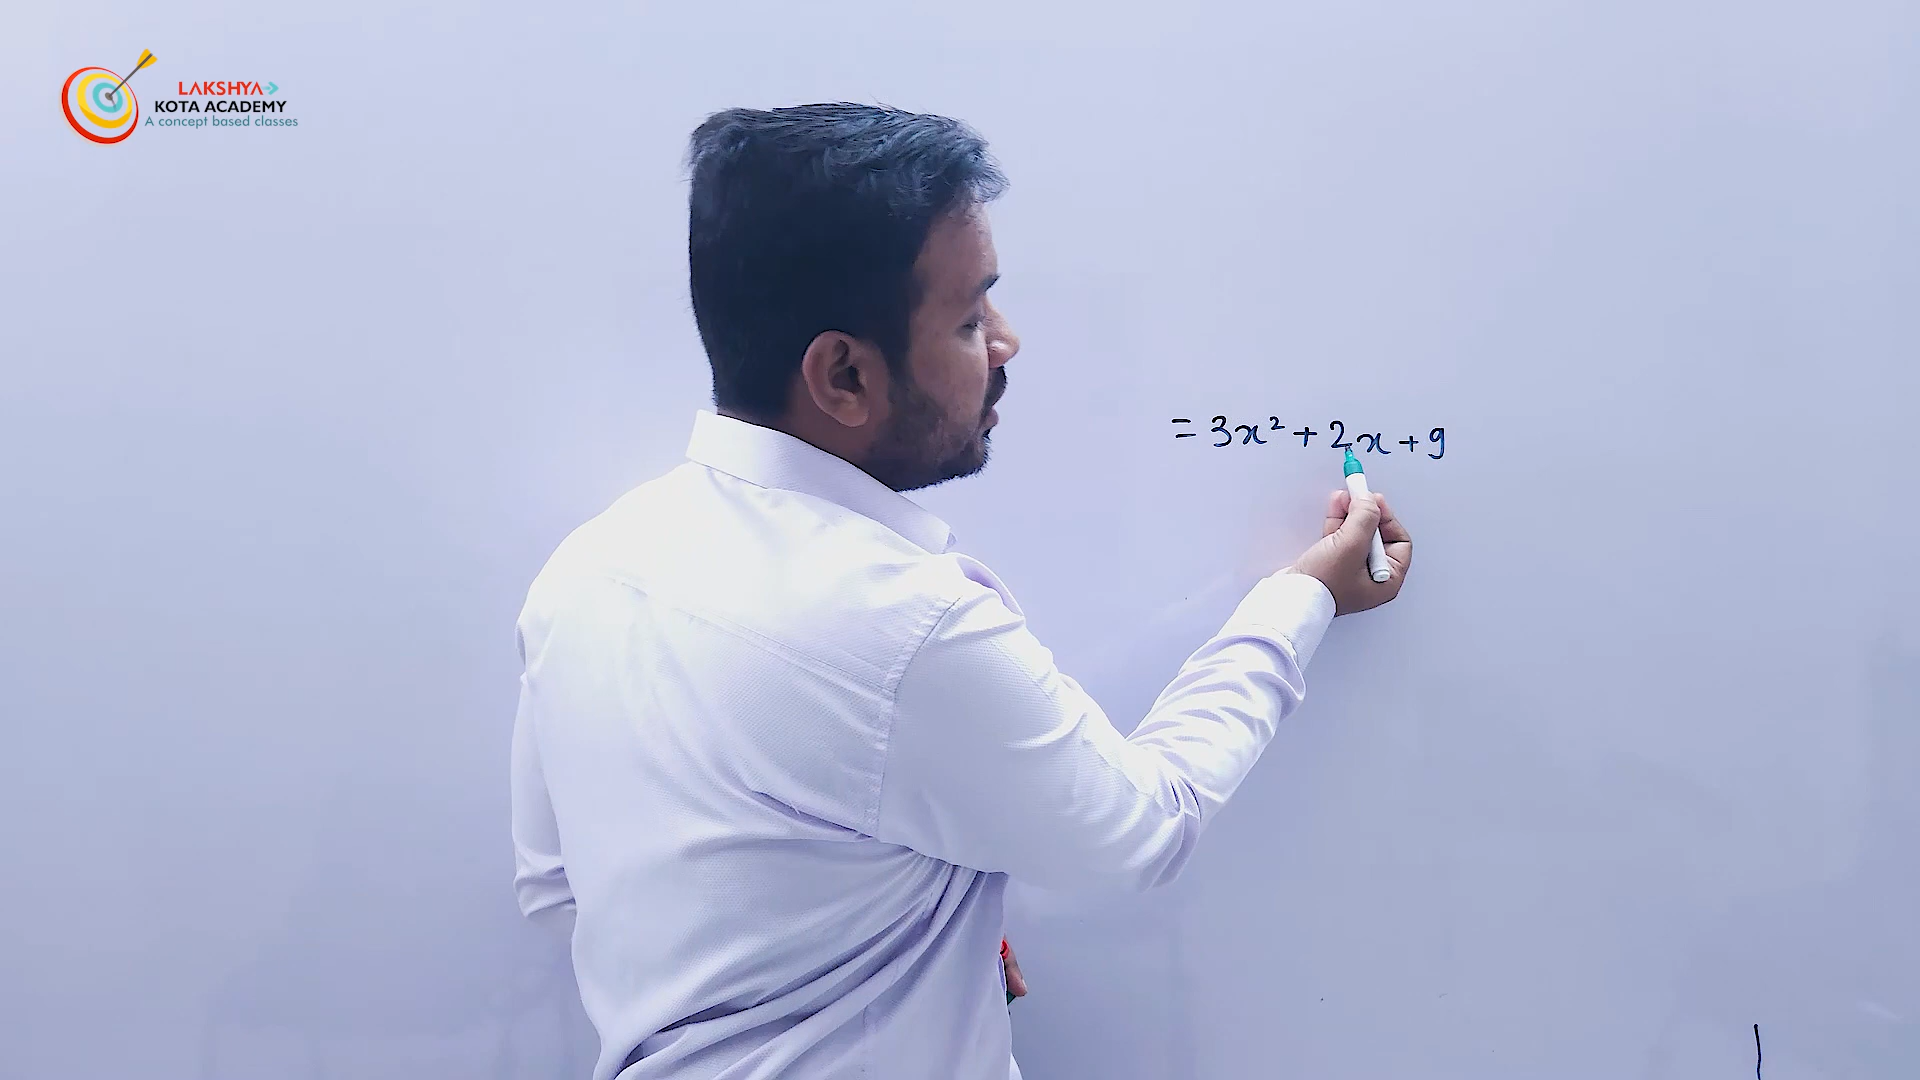 LAKSHYA
KOTA ACADEMY
A concept based classes
= 3x² + 2x + 9